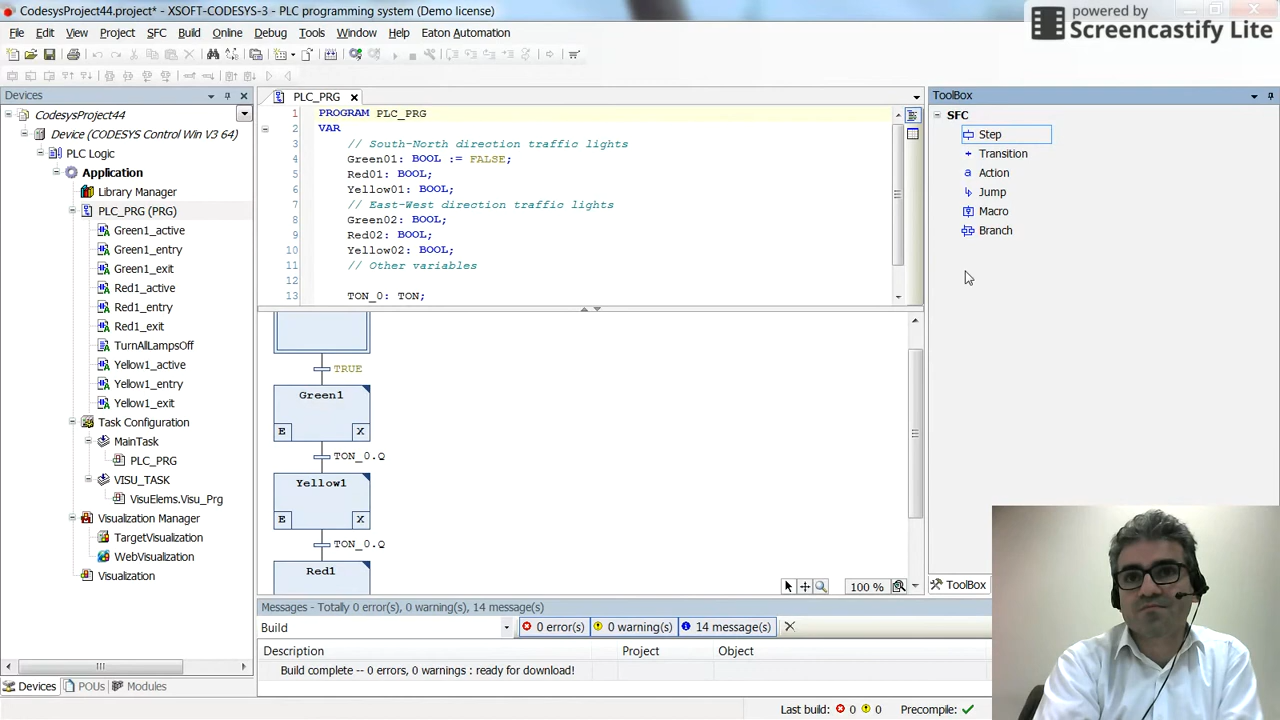 CodesysProject44.project* - XSOFT-CODESYS-3 - PLC programming system (Demo license)
powered by
Screencastify Lite
File Edit View Project SFC Build Online Debug Tools Window Help Eaton Automation
Devices
PLC_PRG
ToolBox
CodesysProject44
Device (CODESYS Control Win V3 64)
PLC Logic
Application
Library Manager
PLC_PRG (PRG)
Green1_active
Green1_entry
Green1_exit
Red1_active
Red1_entry
Red1_exit
TurnAllLampsOff
Yellow1_active
Yellow1_entry
Yellow1_exit
Task Configuration
MainTask
PLC_PRG
VISU_TASK
VisuElems.Visu_Prg
Visualization Manager
TargetVisualization
WebVisualization
Visualization
Devices POUs Modules
1 PROGRAM PLC_PRG
2 VAR
3 // South-North direction traffic lights
4 Green01: BOOL := FALSE;
5 Red01: BOOL;
6 Yellow01: BOOL;
7 // East-West direction traffic lights
8 Green02: BOOL;
9 Red02: BOOL;
10 Yellow02: BOOL;
11 // Other variables
12
13 TON_0: TON;
TRUE
Green1
E X
TON_0.Q
Yellow1
E X
TON_0.Q
Red1
100 %
SFC
Step
Transition
Action
Jump
Macro
Branch
ToolBox
Messages - Totally 0 error(s), 0 warning(s), 14 message(s)
Build 0 error(s) 0 warning(s) 14 message(s)
Description Project Object
Build complete -- 0 errors, 0 warnings : ready for download!
Last build: 0 0 Precompile: